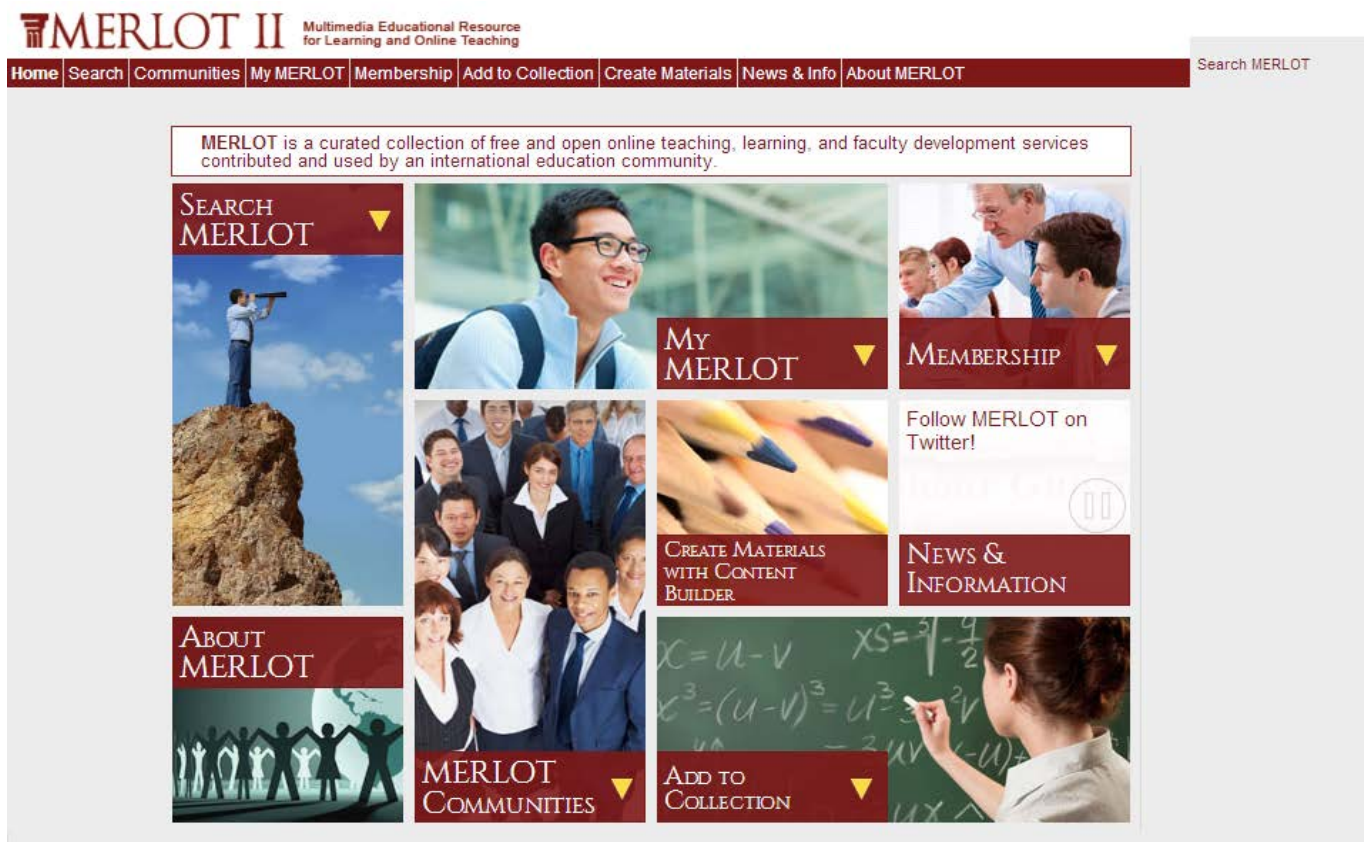 MERLOT II
Multimedia Educational Resource
for Learning and Online Teaching
Home Search Communities My MERLOT Membership Add to Collection Create Materials News & Info About MERLOT
Search MERLOT
MERLOT is a curated collection of free and open online teaching, learning, and faculty development services
contributed and used by an international education community.
SEARCH
MERLOT
MY
MERLOT
MEMBERSHIP
CREATE MATERIALS
WITH CONTENT
BUILDER
Follow MERLOT on
Twitter!
NEWS &
INFORMATION
ABOUT
MERLOT
MERLOT
COMMUNITIES
ADD TO
COLLECTION
X=u-v
x³=(u-v)³=u³